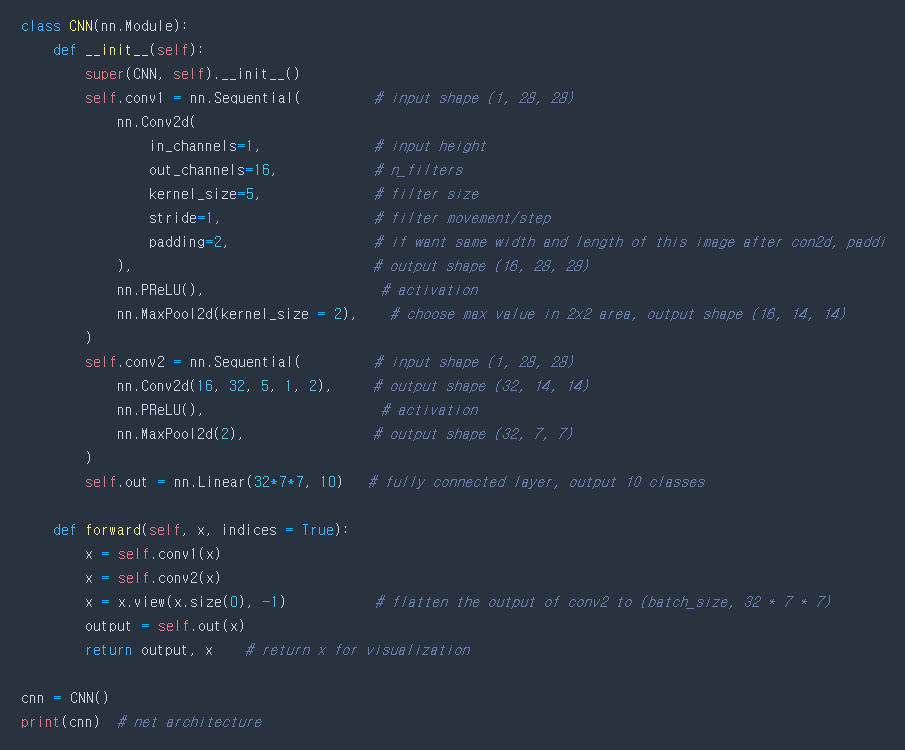 class CNN(nn.Module):
    def __init__(self):
        super(CNN, self).__init__()
        self.conv1 = nn.Sequential(         # input shape (1, 28, 28)
            nn.Conv2d(
                in_channels=1,              # input height
                out_channels=16,            # n_filters
                kernel_size=5,              # filter size
                stride=1,                   # filter movement/step
                padding=2,                  # if want same width and length of this image after con2d, paddi
            ),                              # output shape (16, 28, 28)
            nn.PReLU(),                      # activation
            nn.MaxPool2d(kernel_size = 2),    # choose max value in 2x2 area, output shape (16, 14, 14)
        )
        self.conv2 = nn.Sequential(         # input shape (1, 28, 28)
            nn.Conv2d(16, 32, 5, 1, 2),     # output shape (32, 14, 14)
            nn.PReLU(),                      # activation
            nn.MaxPool2d(2),                # output shape (32, 7, 7)
        )
        self.out = nn.Linear(32*7*7, 10)   # fully connected layer, output 10 classes

    def forward(self, x, indices = True):
        x = self.conv1(x)
        x = self.conv2(x)
        x = x.view(x.size(0), -1)           # flatten the output of conv2 to (batch_size, 32 * 7 * 7)
        output = self.out(x)
        return output, x    # return x for visualization

cnn = CNN()
print(cnn)  # net architecture